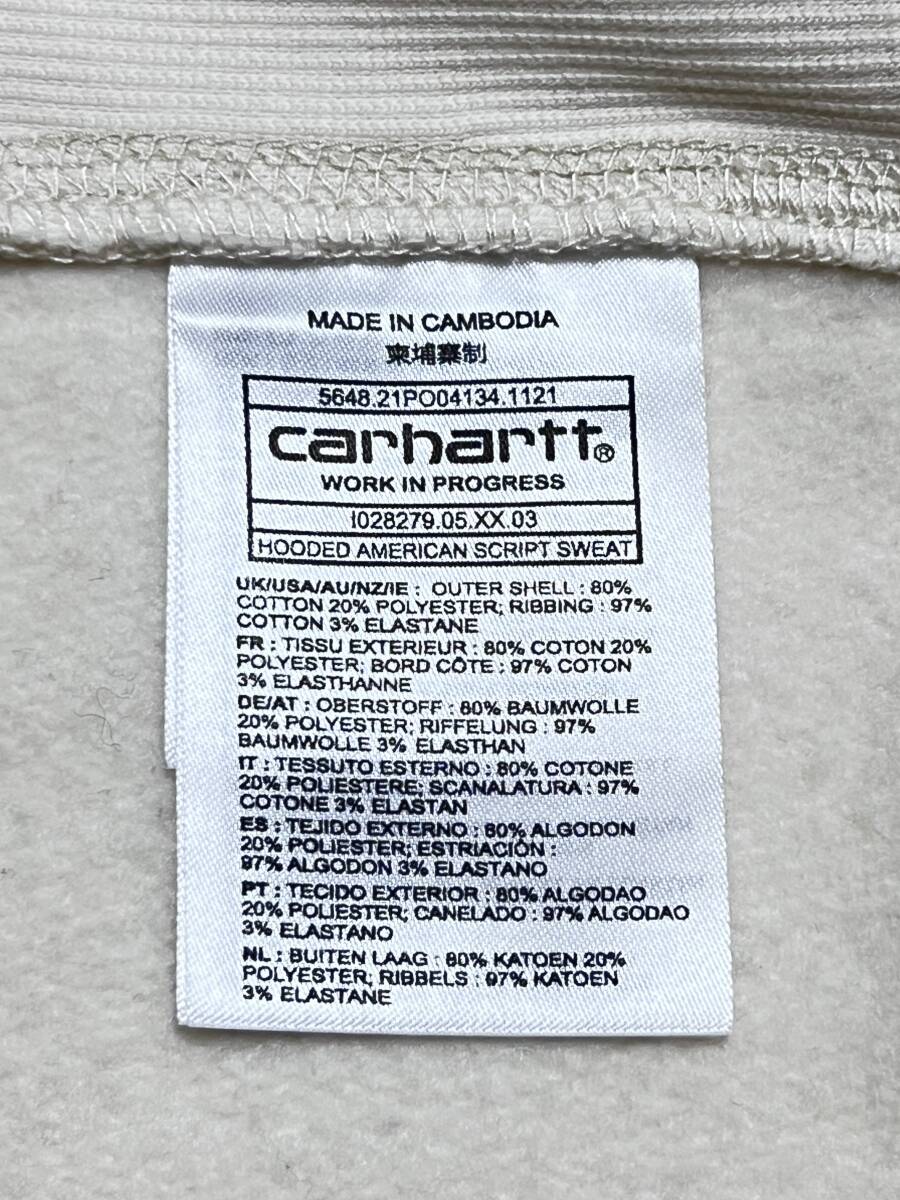 MADE IN CAMBODIA
柬埔寨制
5648.21PO04134.1121
carhartt®
WORK IN PROGRESS
I028279.05.XX.03
HOODED AMERICAN SCRIPT SWEAT
UK/USA/AU/NZ/IE : OUTER SHELL : 80%
COTTON 20% POLYESTER; RIBBING : 97%
COTTON 3% ELASTANE
FR : TISSU EXTERIEUR : 80% COTON 20%
POLYESTER; BORD CÔTE : 97% COTON
3% ELASTHANNE
DE/AT : OBERSTOFF : 80% BAUMWOLLE
20% POLYESTER; RIFFELUNG : 97%
BAUMWOLLE 3% ELASTHAN
IT : TESSUTO ESTERNO : 80% COTONE
20% POLIESTERE; SCANALATURA : 97%
COTONE 3% ELASTAN
ES : TEJIDO EXTERNO : 80% ALGODON
20% POLIESTER; ESTRIACIÓN :
97% ALGODON 3% ELASTANO
PT : TECIDO EXTERIOR : 80% ALGODAO
20% POLIESTER; CANELADO : 97% ALGODAO
3% ELASTANO
NL : BUITEN LAAG : 80% KATOEN 20%
POLYESTER; RIBBELS : 97% KATOEN
3% ELASTANE